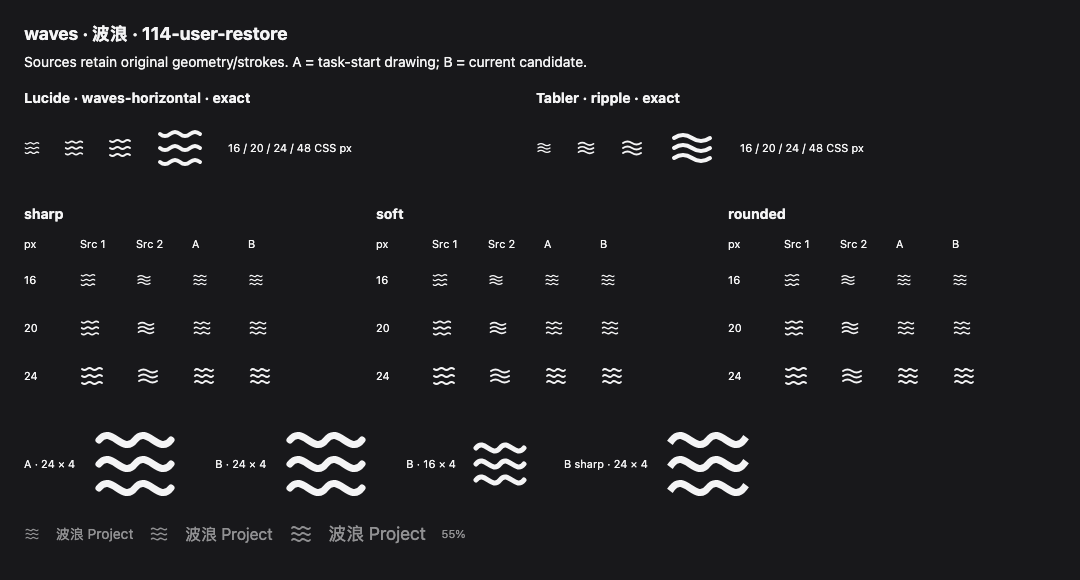 waves · 波浪 · 114-user-restore
Sources retain original geometry/strokes. A = task-start drawing; B = current candidate.
Lucide · waves-horizontal · exact
Tabler · ripple · exact
16 / 20 / 24 / 48 CSS px
16 / 20 / 24 / 48 CSS px
sharp
soft
rounded
px Src 1 Src 2 A B
px Src 1 Src 2 A B
px Src 1 Src 2 A B
16
16
16
20
20
20
24
24
24
A · 24 × 4
B · 24 × 4
B · 16 × 4
B sharp · 24 × 4
波浪 Project
波浪 Project
波浪 Project
55%